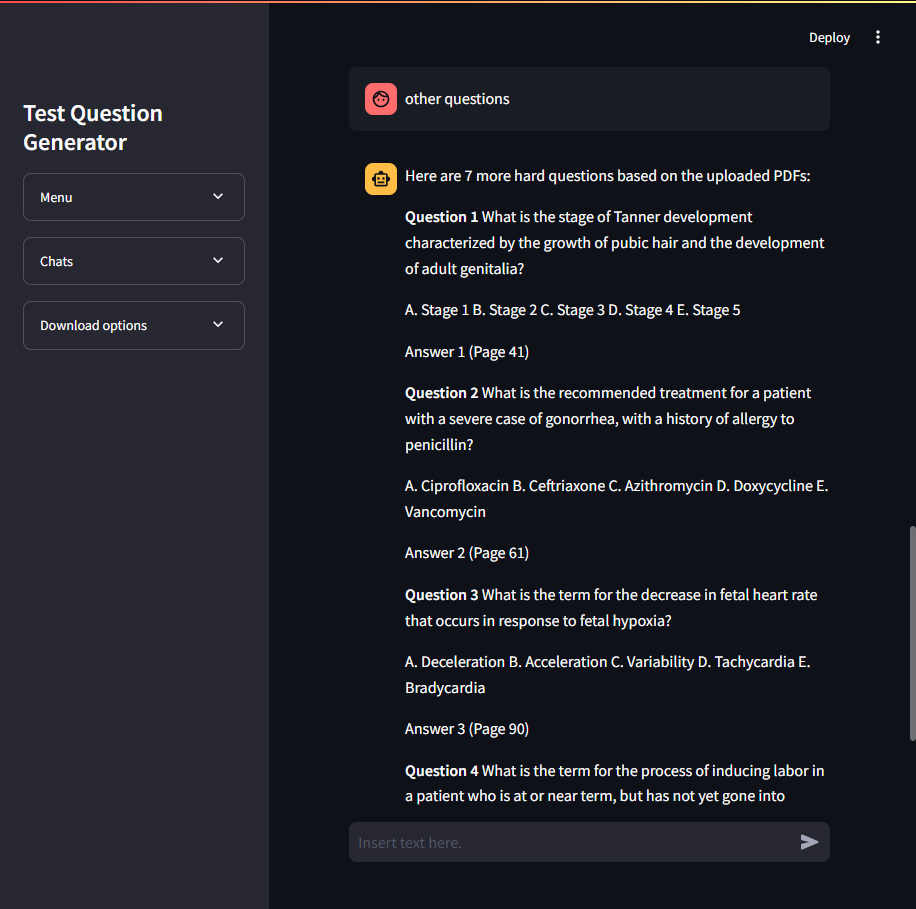 Deploy
Test Question
Generator
Menu
Chats
Download options
other questions
Here are 7 more hard questions based on the uploaded PDFs:
Question 1 What is the stage of Tanner development
characterized by the growth of pubic hair and the development
of adult genitalia?
A. Stage 1 B. Stage 2 C. Stage 3 D. Stage 4 E. Stage 5
Answer 1 (Page 41)
Question 2 What is the recommended treatment for a patient
with a severe case of gonorrhea, with a history of allergy to
penicillin?
A. Ciprofloxacin B. Ceftriaxone C. Azithromycin D. Doxycycline E.
Vancomycin
Answer 2 (Page 61)
Question 3 What is the term for the decrease in fetal heart rate
that occurs in response to fetal hypoxia?
A. Deceleration B. Acceleration C. Variability D. Tachycardia E.
Bradycardia
Answer 3 (Page 90)
Question 4 What is the term for the process of inducing labor in
a patient who is at or near term, but has not yet gone into
Insert text here.